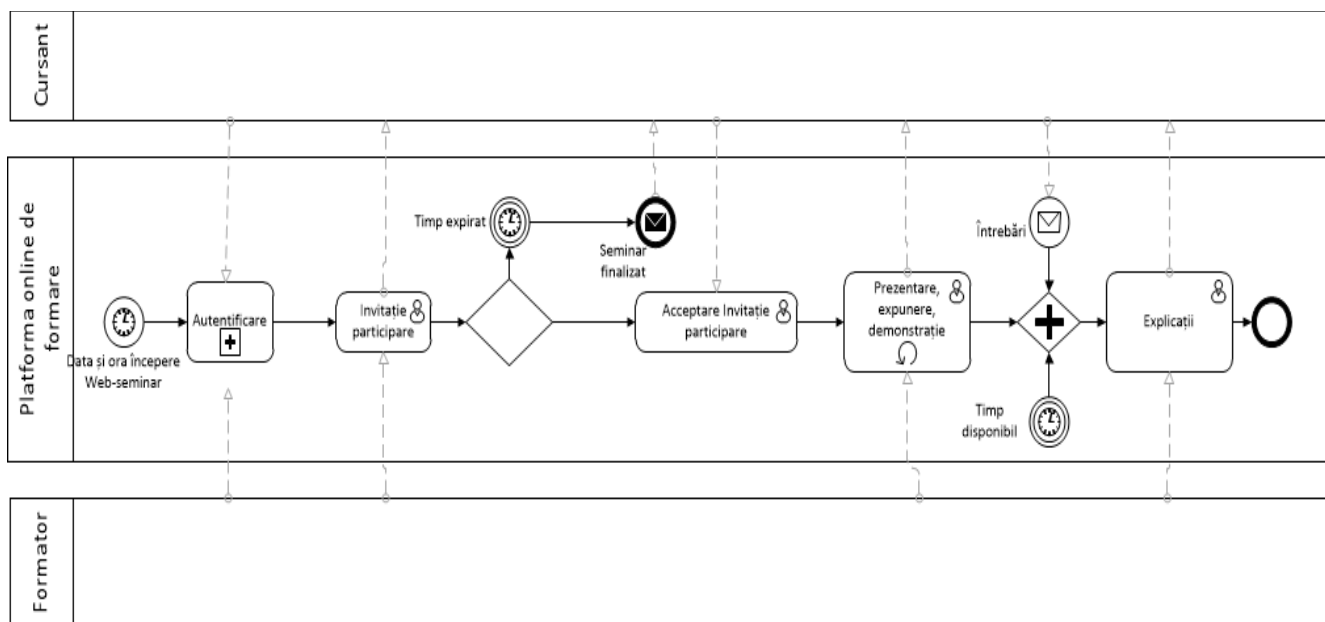 Cursant
Platforma online de
formare
Formator
Data și ora începere
Web-seminar
Autentificare
Invitație
participare
Timp expirat
Seminar
finalizat
Acceptare Invitație
participare
Prezentare,
expunere,
demonstrație
Întrebări
Timp
disponibil
Explicații